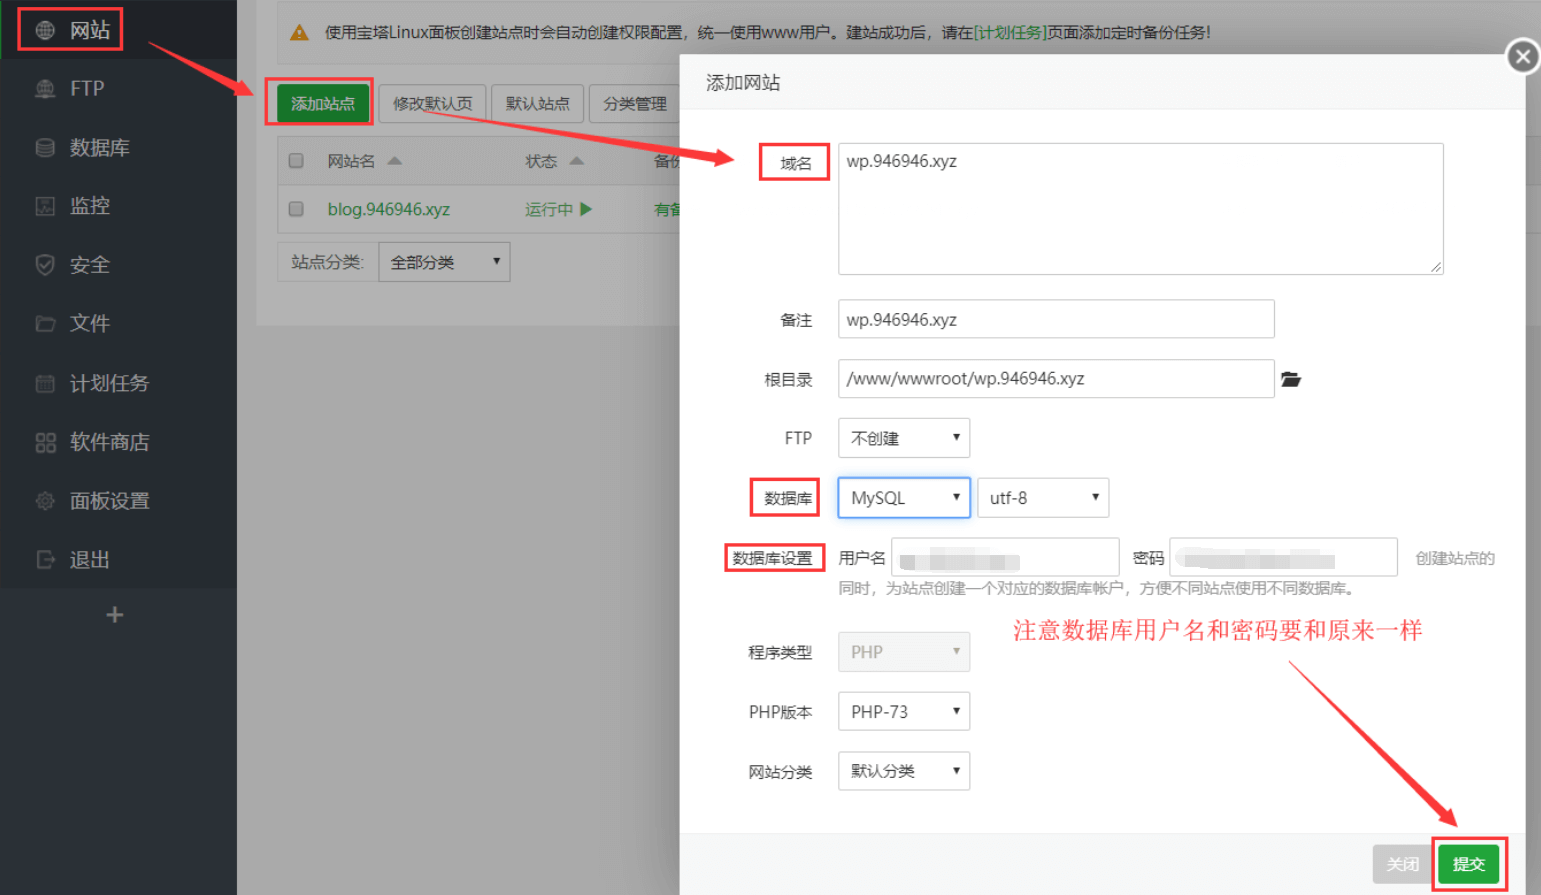 网站
FTP
数据库
监控
安全
文件
计划任务
软件商店
面板设置
退出
使用宝塔Linux面板创建站点时会自动创建权限配置，统一使用www用户。建站成功后，请在[计划任务]页面添加定时备份任务!
添加站点 修改默认页 默认站点 分类管理
网站名 状态 备份
blog.946946.xyz 运行中 有备
站点分类: 全部分类
添加网站
域名 wp.946946.xyz
备注 wp.946946.xyz
根目录 /www/wwwroot/wp.946946.xyz
FTP 不创建
数据库 MySQL utf-8
数据库设置 用户名 密码 创建站点的
同时，为站点创建一个对应的数据库帐户，方便不同站点使用不同数据库。
注意数据库用户名和密码要和原来一样
程序类型 PHP
PHP版本 PHP-73
网站分类 默认分类
关闭 提交